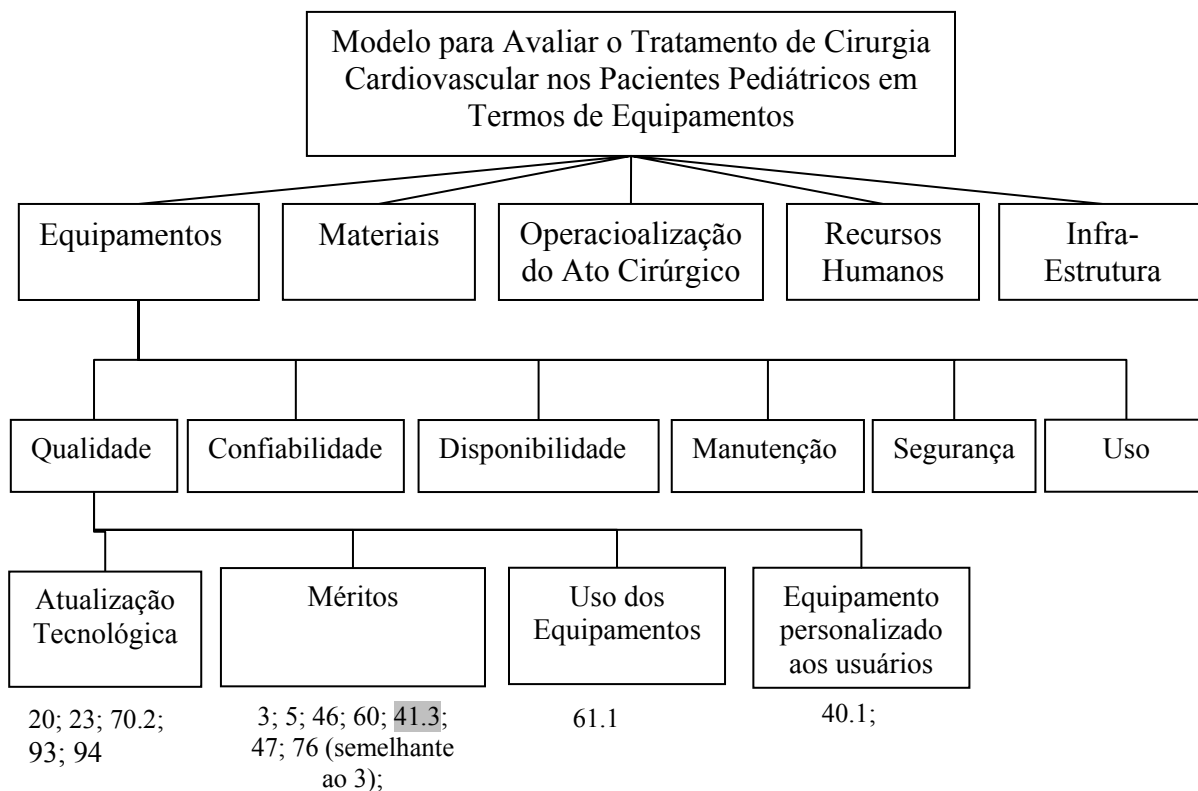 Modelo para Avaliar o Tratamento de Cirurgia
Cardiovascular nos Pacientes Pediátricos em
Termos de Equipamentos
Equipamentos
Materiais
Operacioalização
do Ato Cirúrgico
Recursos
Humanos
Infra-
Estrutura
Qualidade
Confiabilidade
Disponibilidade
Manutenção
Segurança
Uso
Atualização
Tecnológica
Méritos
Uso dos
Equipamentos
Equipamento
personalizado
aos usuários
20; 23; 70.2;
93; 94
3; 5; 46; 60; 41.3;
47; 76 (semelhante
ao 3);
61.1
40.1;